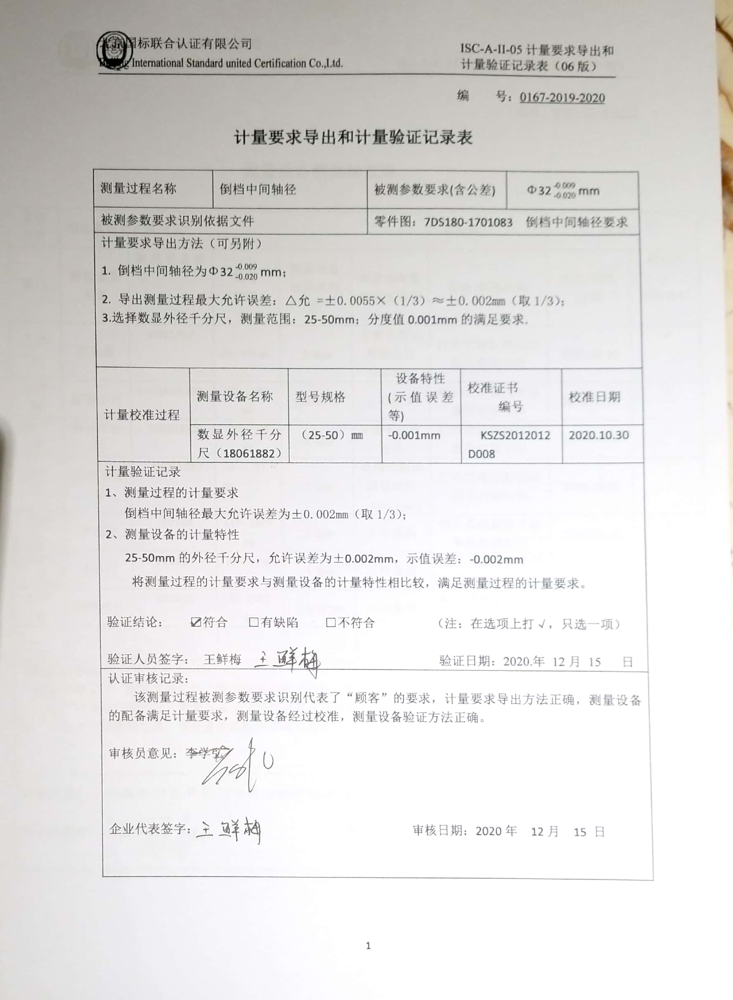 北京国标联合认证有限公司
Beijing International Standard united Certification Co.,Ltd.
ISC-A-II-05 计量要求导出和
计量验证记录表（06 版）
编 号：0167-2019-2020
计量要求导出和计量验证记录表
测量过程名称 倒档中间轴径 被测参数要求(含公差) Φ32 -0.009 -0.020 mm
被测参数要求识别依据文件 零件图：7DS180-1701083 倒档中间轴径要求
计量要求导出方法（可另附）
1. 倒档中间轴径为Φ32 -0.009 -0.020 mm；
2. 导出测量过程最大允许误差：△允 =±0.0055×（1/3）≈±0.002mm（取 1/3）；
3.选择数显外径千分尺，测量范围：25-50mm；分度值 0.001mm 的满足要求.
计量校准过程
测量设备名称 型号规格 设备特性(示值误差等) 校准证书编号 校准日期
数显外径千分尺（18061882） （25-50）mm -0.001mm KSZS2012012D008 2020.10.30
计量验证记录
1、测量过程的计量要求
倒档中间轴径最大允许误差为±0.002mm（取 1/3）；
2、测量设备的计量特性
25-50mm 的外径千分尺，允许误差为±0.002mm，示值误差：-0.002mm
将测量过程的计量要求与测量设备的计量特性相比较，满足测量过程的计量要求。
验证结论： ☑符合 □有缺陷 □不符合 （注：在选项上打√，只选一项）
验证人员签字： 王鲜梅 王鲜梅 验证日期：2020.年 12 月 15 日
认证审核记录：
该测量过程被测参数要求识别代表了“顾客”的要求，计量要求导出方法正确，测量设备
的配备满足计量要求，测量设备经过校准，测量设备验证方法正确。
审核员意见：李学弘
企业代表签字：王鲜梅 审核日期：2020 年 12 月 15 日
1